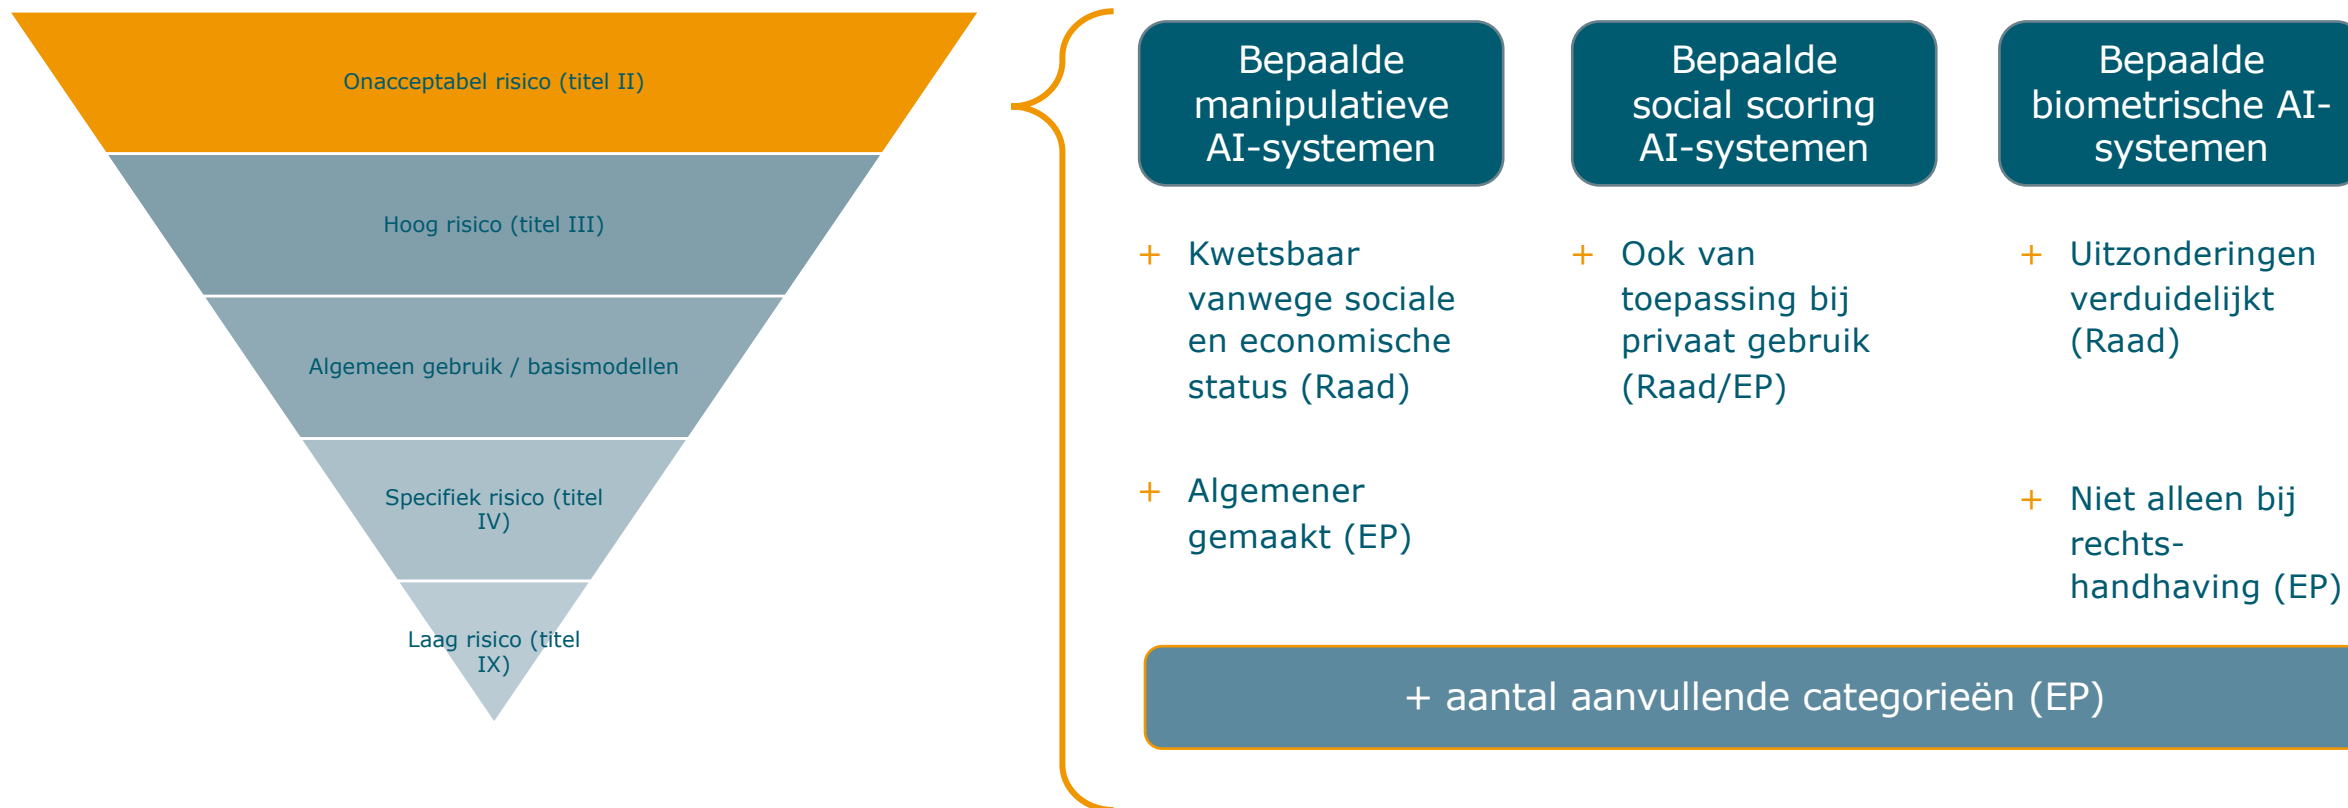 Onacceptabel risico (titel II)
Hoog risico (titel III)
Algemeen gebruik / basismodellen
Specifiek risico (titel
IV)
Laag risico (titel
IX)
Bepaalde
manipulatieve
AI-systemen
+ Kwetsbaar
vanwege sociale
en economische
status (Raad)
+ Algemener
gemaakt (EP)
Bepaalde
social scoring
AI-systemen
+ Ook van
toepassing bij
privaat gebruik
(Raad/EP)
Bepaalde
biometrische AI-
systemen
+ Uitzonderingen
verduidelijkt
(Raad)
+ Niet alleen bij
rechts-
handhaving (EP)
+ aantal aanvullende categorieën (EP)